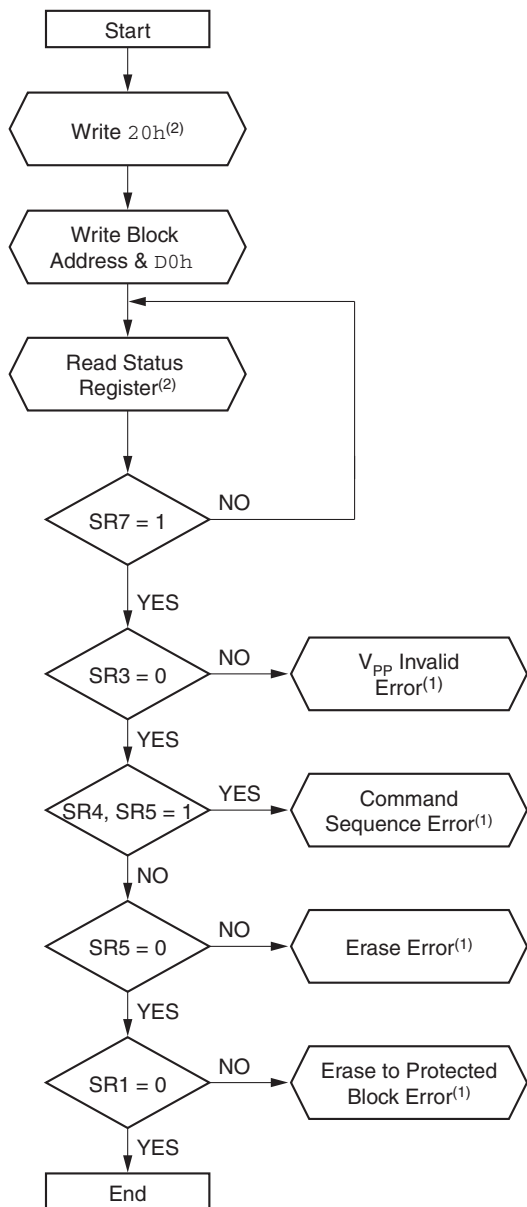 Start
Write 20h(2)
Write Block
Address & D0h
Read Status
Register(2)
SR7 = 1
NO
YES
SR3 = 0
NO
VPP Invalid
Error(1)
YES
SR4, SR5 = 1
YES
Command
Sequence Error(1)
NO
SR5 = 0
NO
Erase Error(1)
YES
SR1 = 0
NO
Erase to Protected
Block Error(1)
YES
End